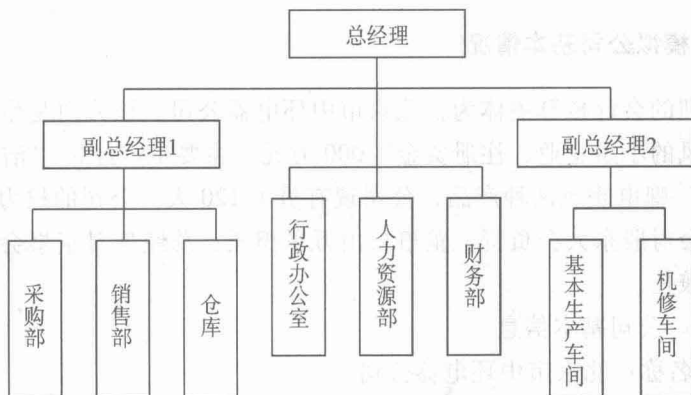 总经理
副总经理1
副总经理2
采购部
销售部
仓库
行政办公室
人力资源部
财务部
基本生产车间
机修车间